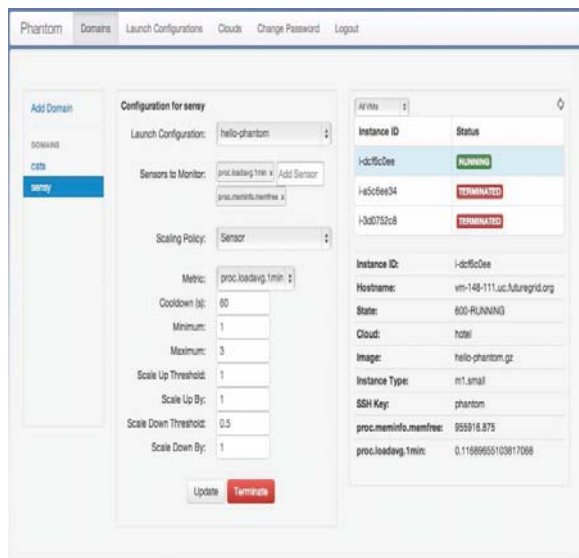 Phantom Domains Launch Configurations Clouds Change Password Logout
Add Domain
DOMAINS
cats
sensy
Configuration for sensy
Launch Configuration: hello-phantom
Sensors to Monitor: proc.loadavg.1min x Add Sensor
proc.meminfo.memfree x
Scaling Policy: Sensor
Metric: proc.loadavg.1min
Cooldown (s): 60
Minimum: 1
Maximum: 3
Scale Up Threshold: 1
Scale Up By: 1
Scale Down Threshold: 0.5
Scale Down By: 1
Update Terminate
All VMs
Instance ID Status
i-dcf5c0ee RUNNING
i-a5c6ee34 TERMINATED
i-3d0752c8 TERMINATED
Instance ID: i-dcf5c0ee
Hostname: vm-148-111.uc.futuregrid.org
State: 600-RUNNING
Cloud: hotel
Image: hello-phantom.gz
Instance Type: m1.small
SSH Key: phantom
proc.meminfo.memfree: 955916.875
proc.loadavg.1min: 0.11689655103817068